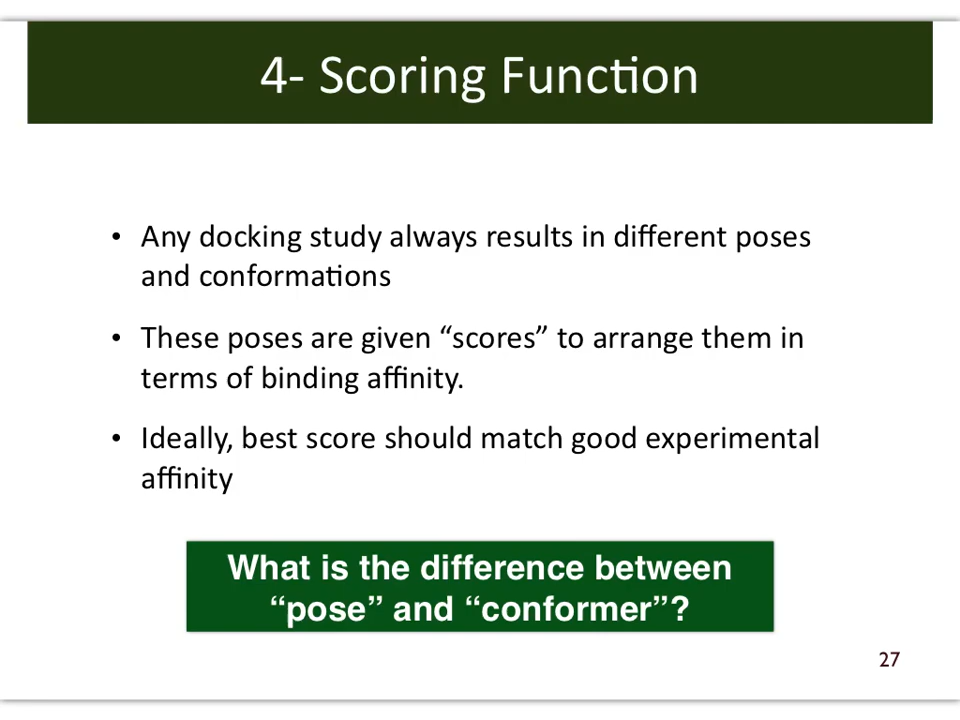 4- Scoring Function
• Any docking study always results in different poses
and conformations
• These poses are given “scores” to arrange them in
terms of binding affinity.
• Ideally, best score should match good experimental
affinity
What is the difference between
“pose” and “conformer”?
27